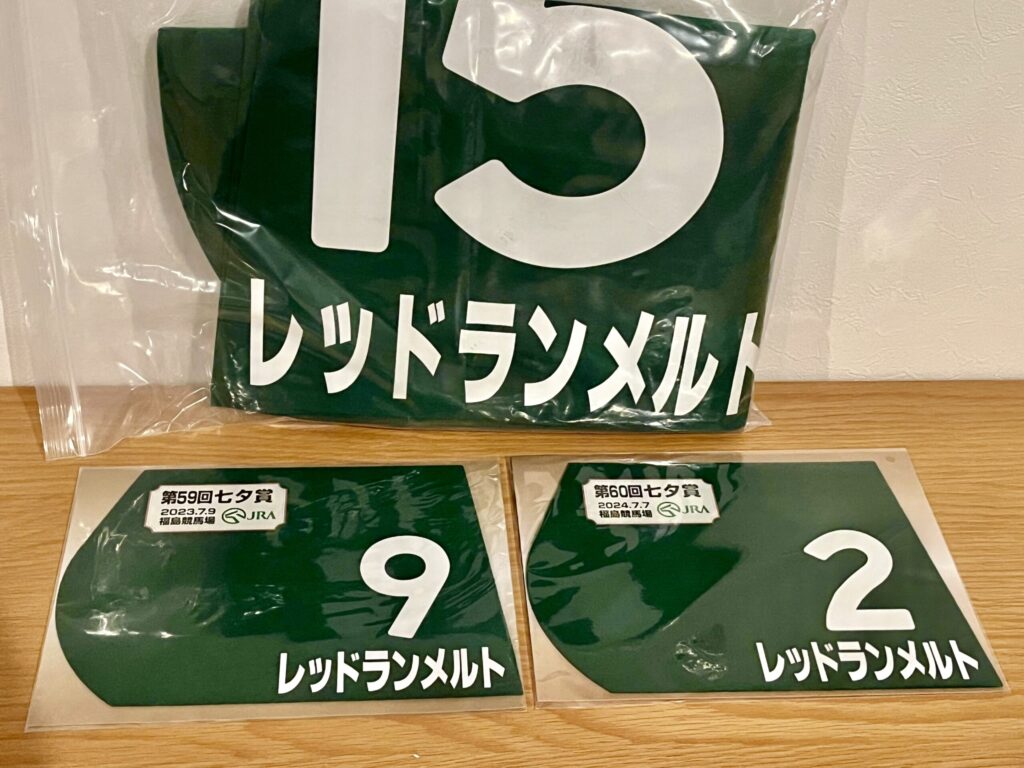 15
レッドランメルト
第59回七夕賞
2023.7.9
福島競馬場
JRA
9
レッドランメルト
第60回七夕賞
2024.7.7
福島競馬場
JRA
2
レッドランメルト